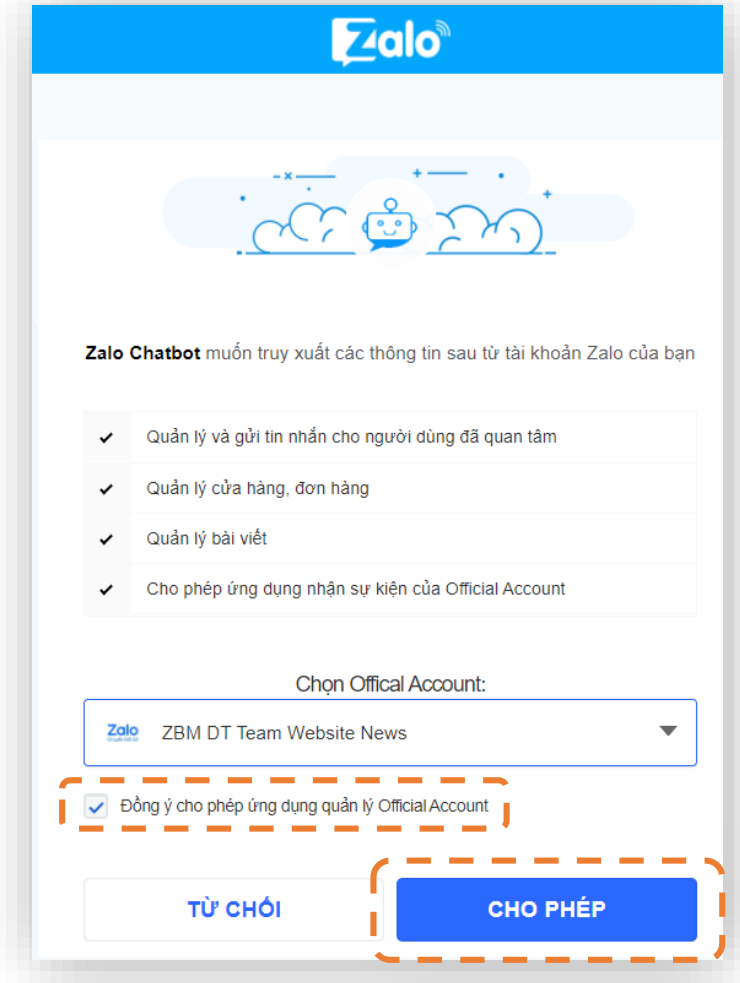 Zalo
Zalo Chatbot muốn truy xuất các thông tin sau từ tài khoản Zalo của bạn
Quản lý và gửi tin nhắn cho người dùng đã quan tâm
Quản lý cửa hàng, đơn hàng
Quản lý bài viết
Cho phép ứng dụng nhận sự kiện của Official Account
Chọn Offical Account:
Zalo
ZBM DT Team Website News
Đồng ý cho phép ứng dụng quản lý Official Account
TỪ CHỐI
CHO PHÉP